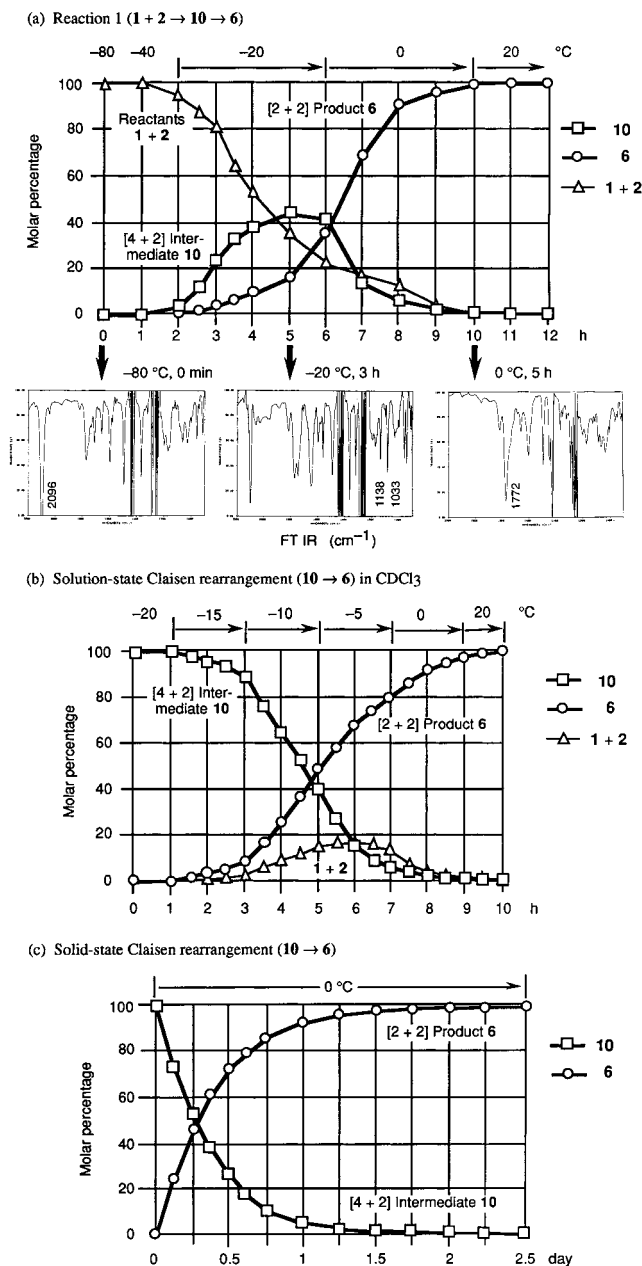 (a) Reaction 1 (1 + 2 → 10 → 6)
−80 −40 −20 0 20 °C
100
80
60
40
20
0
Molar percentage
Reactants
1 + 2
[2 + 2] Product 6
[4 + 2] Inter-
mediate 10
10
6
1 + 2
0 1 2 3 4 5 6 7 8 9 10 11 12 h
−80 °C, 0 min
−20 °C, 3 h
0 °C, 5 h
2096
1138
1033
1772
FT IR (cm−1)
(b) Solution-state Claisen rearrangement (10 → 6) in CDCl3
−20 −15 −10 −5 0 20 °C
100
80
60
40
20
0
Molar percentage
[4 + 2] Inter-
mediate 10
[2 + 2] Product 6
1 + 2
10
6
1 + 2
0 1 2 3 4 5 6 7 8 9 10 h
(c) Solid-state Claisen rearrangement (10 → 6)
0 °C
100
80
60
40
20
0
Molar percentage
[2 + 2] Product 6
[4 + 2] Intermediate 10
10
6
0 0.5 1 1.5 2 2.5 day